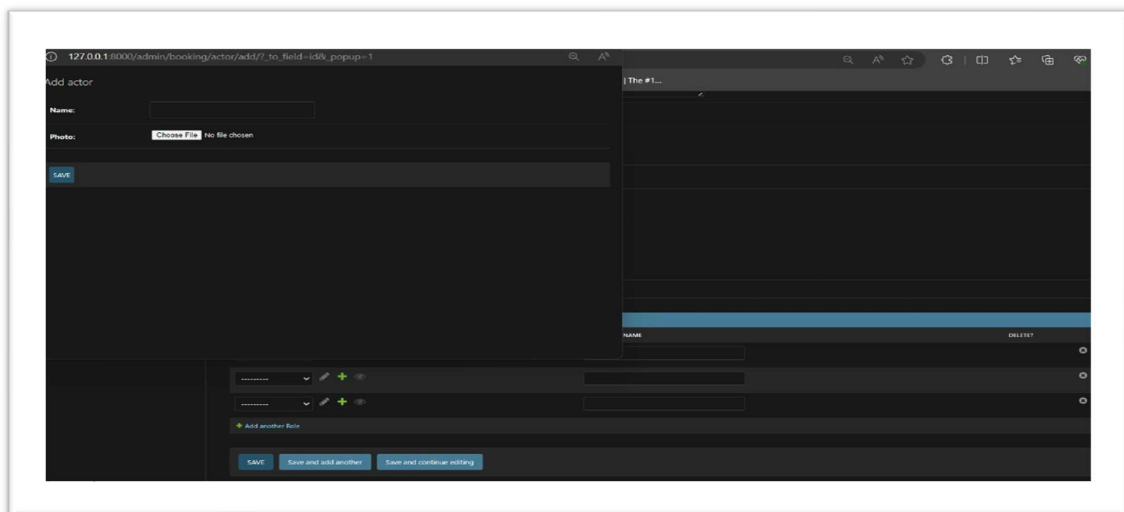 127.0.0.1:8000/admin/booking/actor/add/?_to_field=id&_popup=1
| The #1...
Add actor
Name:
Photo: Choose File No file chosen
SAVE
NAME DELETE?
---------
---------
Add another Role
SAVE Save and add another Save and continue editing